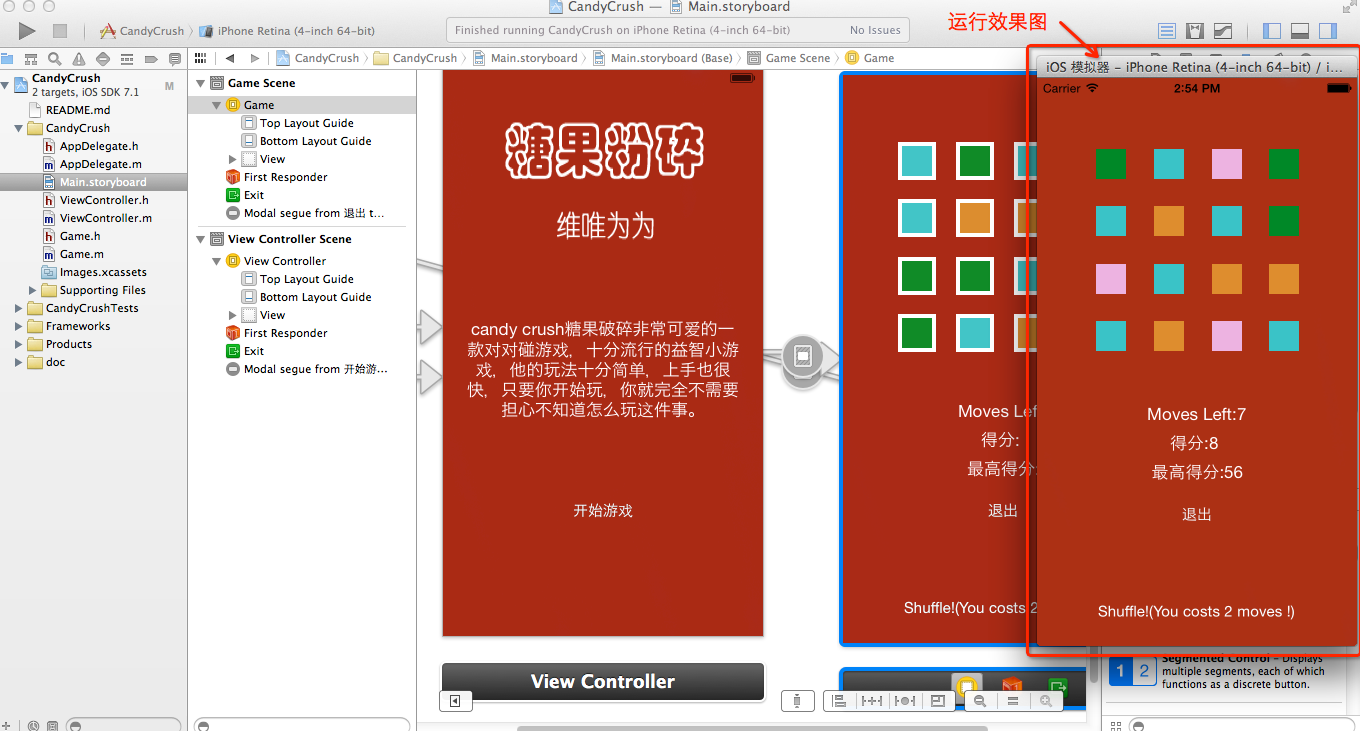 CandyCrush — Main.storyboard
运行效果图
CandyCrush
iPhone Retina (4-inch 64-bit)
Finished running CandyCrush on iPhone Retina (4-inch 64-bit)
No Issues
CandyCrush
CandyCrush
Main.storyboard
Main.storyboard (Base)
Game Scene
Game
CandyCrush
2 targets, iOS SDK 7.1
M
README.md
CandyCrush
AppDelegate.h
AppDelegate.m
Main.storyboard
ViewController.h
ViewController.m
Game.h
Game.m
Images.xcassets
Supporting Files
CandyCrushTests
Frameworks
Products
doc
Game Scene
Game
Top Layout Guide
Bottom Layout Guide
View
First Responder
Exit
Modal segue from 退出 t...
View Controller Scene
View Controller
Top Layout Guide
Bottom Layout Guide
View
First Responder
Exit
Modal segue from 开始游...
糖果粉碎
维唯为为
candy crush糖果破碎非常可爱的一
款对对碰游戏，十分流行的益智小游
戏，他的玩法十分简单，上手也很
快，只要你开始玩，你就完全不需要
担心不知道怎么玩这件事。
开始游戏
View Controller
Moves Lef
得分:
最高得分:
退出
Shuffle!(You costs 2
iOS 模拟器 – iPhone Retina (4-inch 64-bit) / i...
Carrier
2:54 PM
Moves Left:7
得分:8
最高得分:56
退出
Shuffle!(You costs 2 moves !)
1 2
Segmented Control – Displays
multiple segments, each of which
functions as a discrete button.